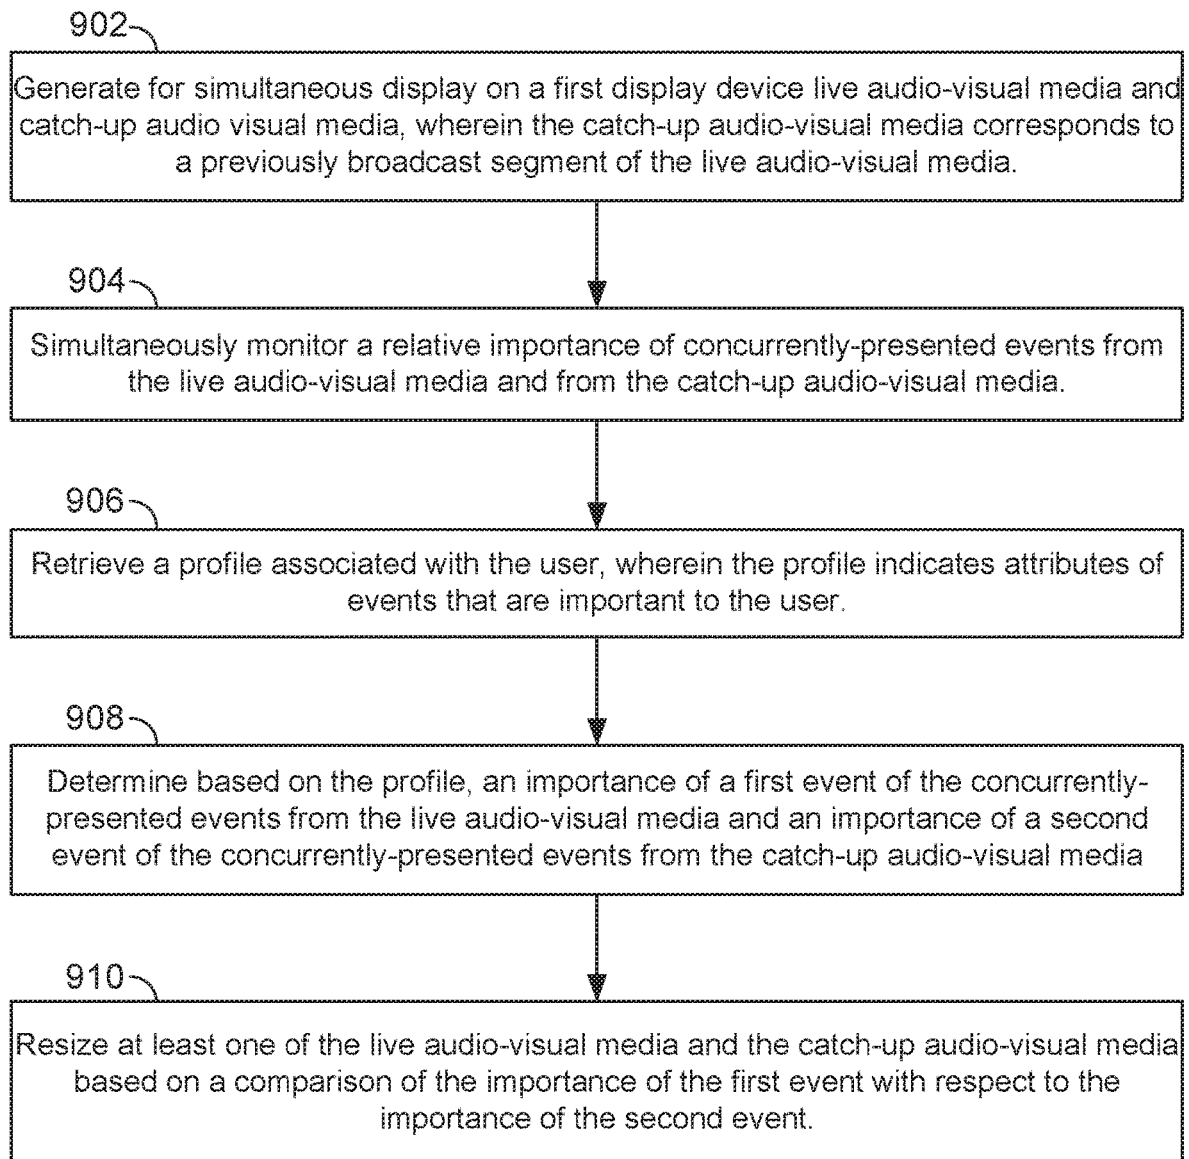 902
Generate for simultaneous display on a first display device live audio-visual media and
catch-up audio visual media, wherein the catch-up audio-visual media corresponds to
a previously broadcast segment of the live audio-visual media.
904
Simultaneously monitor a relative importance of concurrently-presented events from
the live audio-visual media and from the catch-up audio-visual media.
906
Retrieve a profile associated with the user, wherein the profile indicates attributes of
events that are important to the user.
908
Determine based on the profile, an importance of a first event of the concurrently-
presented events from the live audio-visual media and an importance of a second
event of the concurrently-presented events from the catch-up audio-visual media
910
Resize at least one of the live audio-visual media and the catch-up audio-visual media
based on a comparison of the importance of the first event with respect to the
importance of the second event.